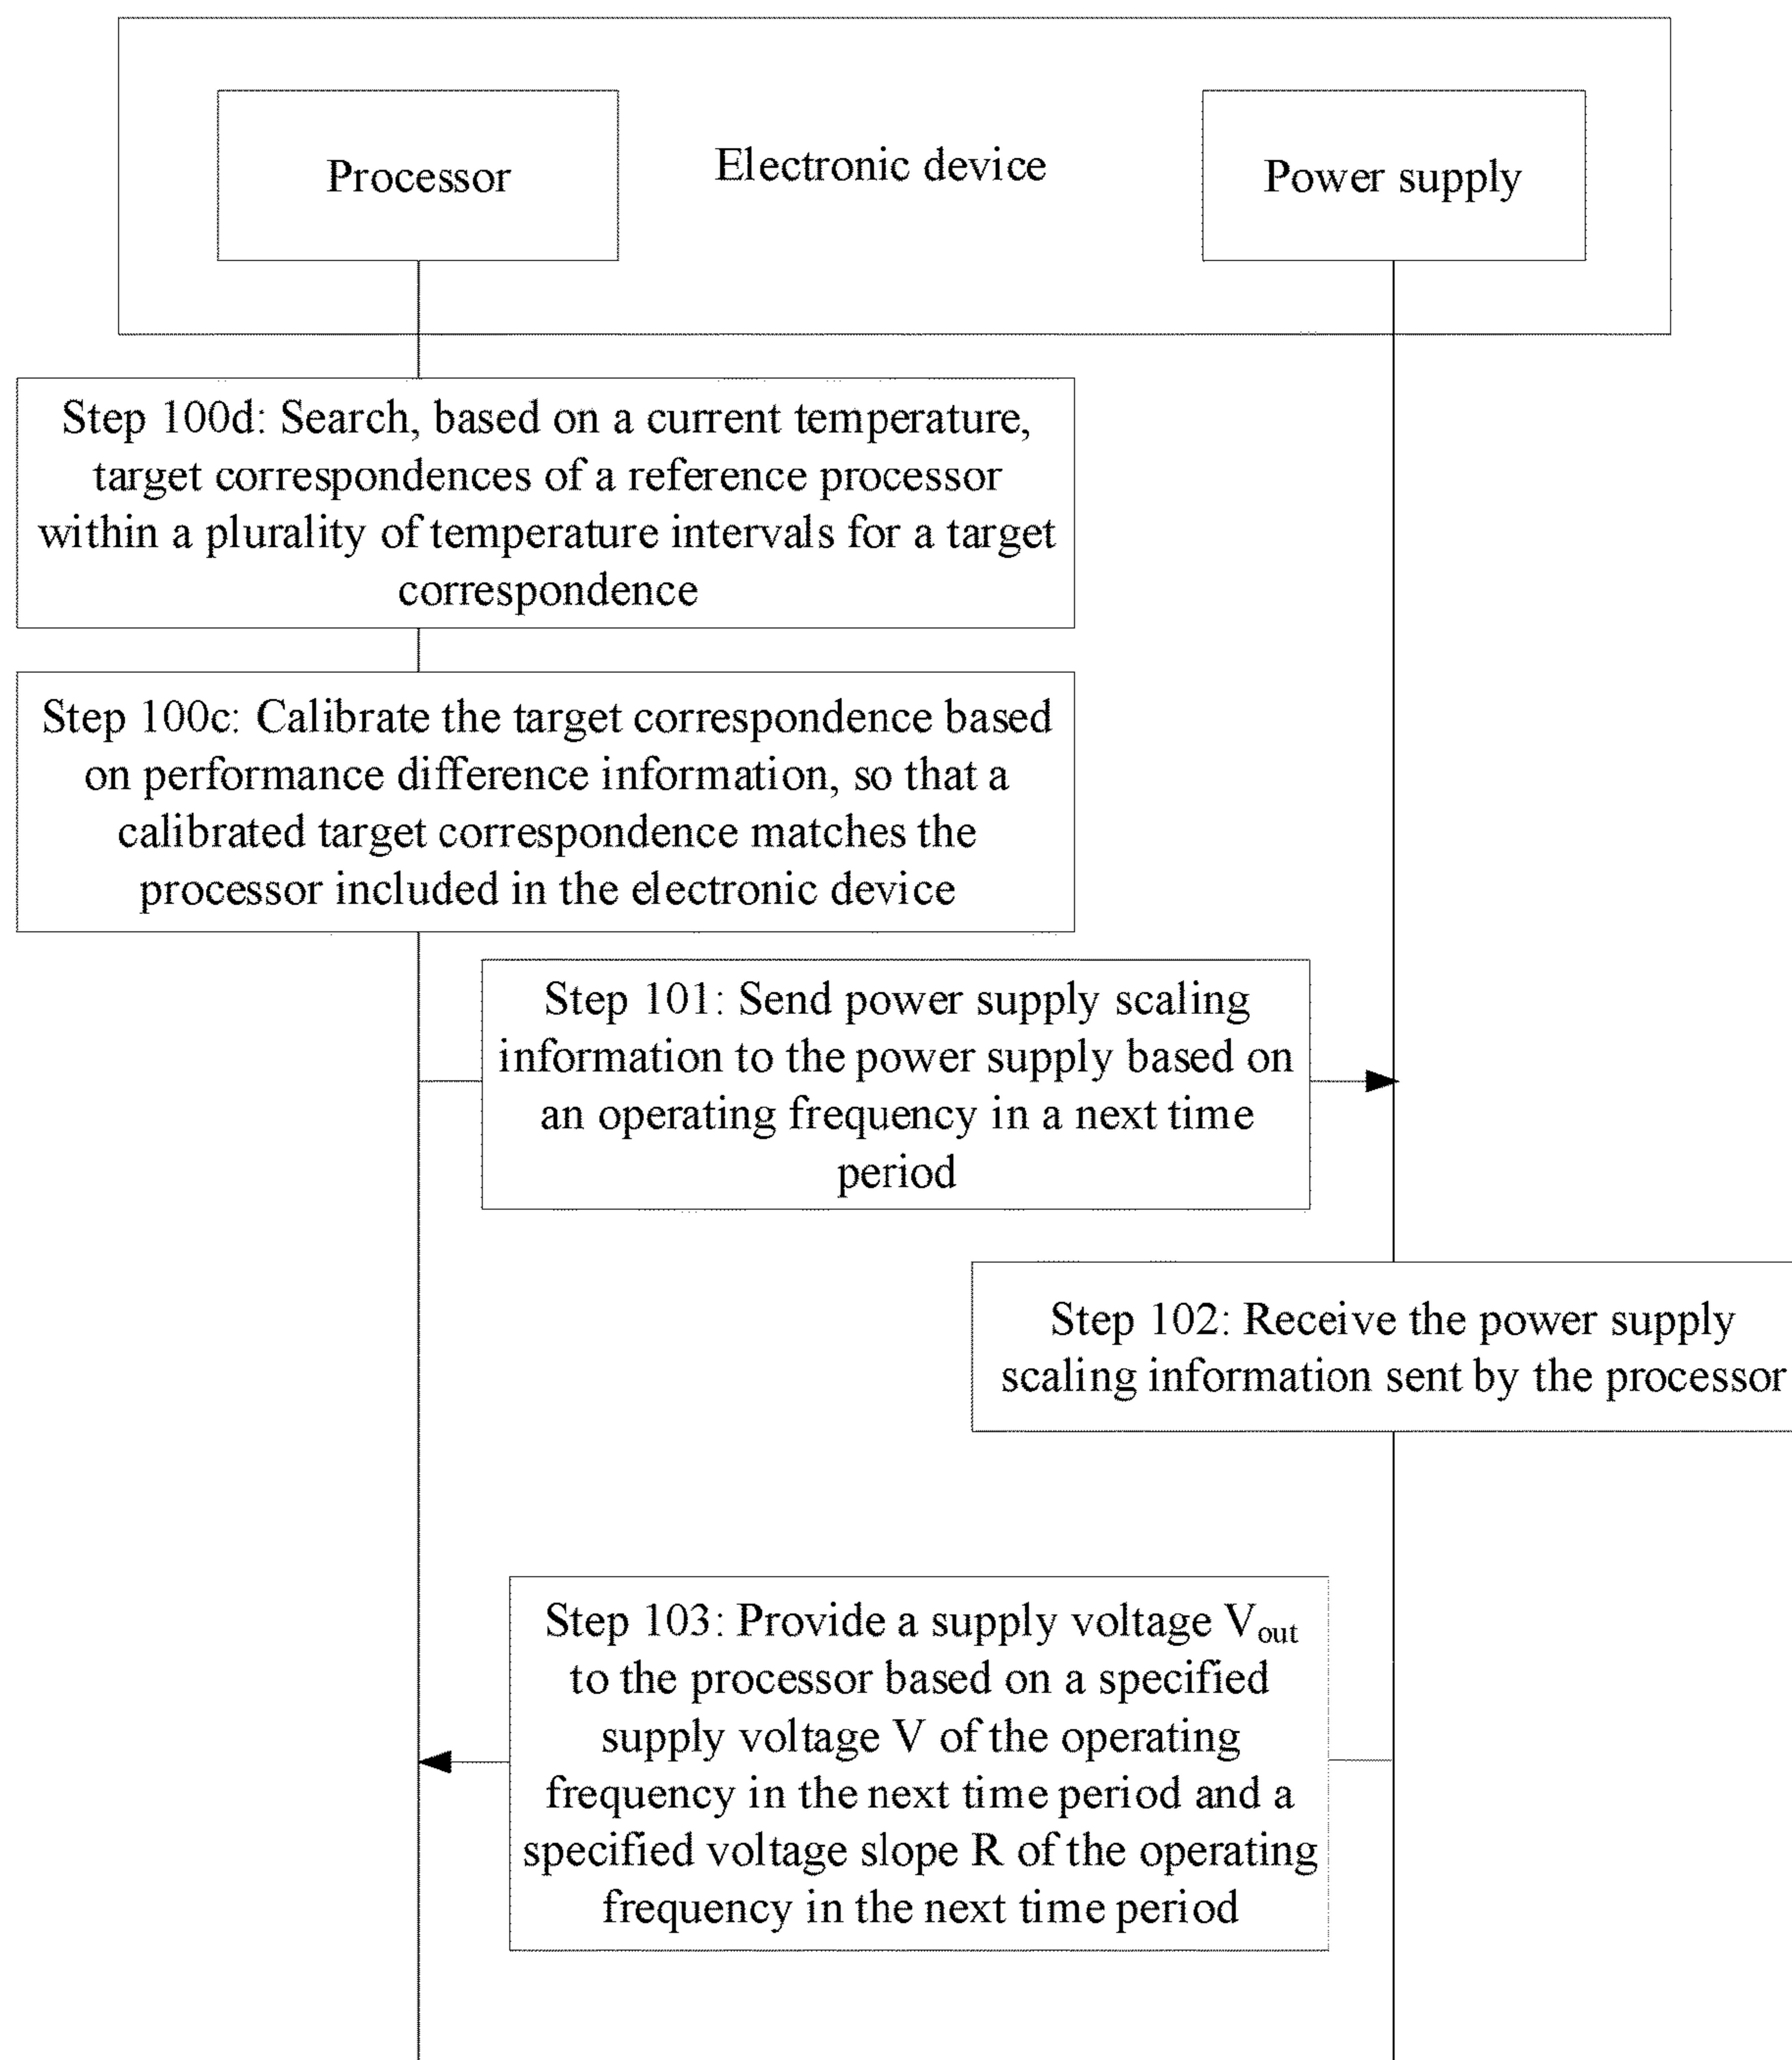 Electronic device
Processor
Power supply
Step 100d: Search, based on a current temperature,
target correspondences of a reference processor
within a plurality of temperature intervals for a target
correspondence
Step 100c: Calibrate the target correspondence based
on performance difference information, so that a
calibrated target correspondence matches the
processor included in the electronic device
Step 101: Send power supply scaling
information to the power supply based on
an operating frequency in a next time
period
Step 102: Receive the power supply
scaling information sent by the processor
Step 103: Provide a supply voltage Vout
to the processor based on a specified
supply voltage V of the operating
frequency in the next time period and a
specified voltage slope R of the operating
frequency in the next time period